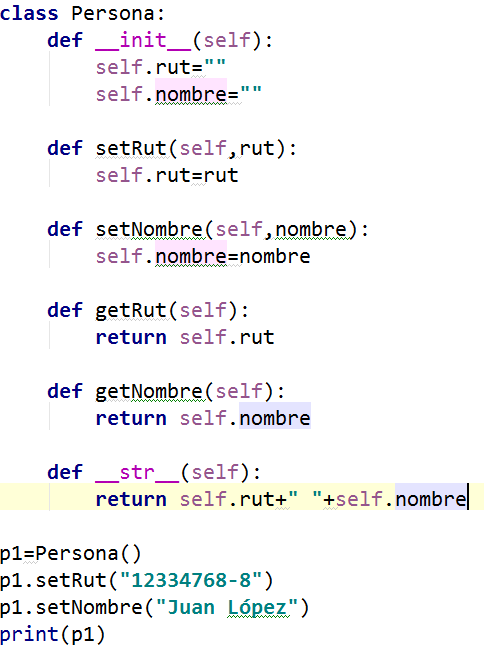 class Persona:
    def __init__(self):
        self.rut=""
        self.nombre=""

    def setRut(self,rut):
        self.rut=rut

    def setNombre(self,nombre):
        self.nombre=nombre

    def getRut(self):
        return self.rut

    def getNombre(self):
        return self.nombre

    def __str__(self):
        return self.rut+" "+self.nombre

p1=Persona()
p1.setRut("12334768-8")
p1.setNombre("Juan López")
print(p1)